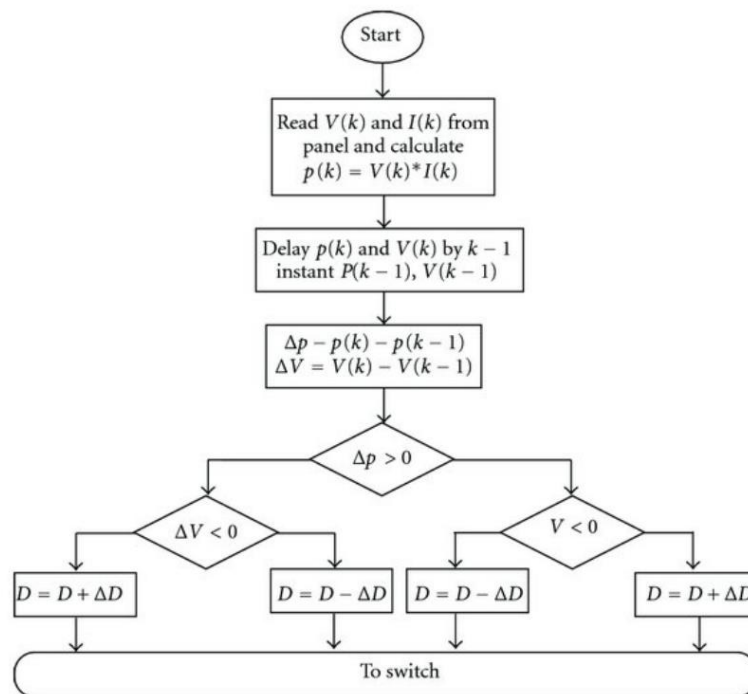 Start
Read V(k) and I(k) from
panel and calculate
p(k) = V(k)*I(k)
Delay p(k) and V(k) by k − 1
instant P(k − 1), V(k − 1)
Δp − p(k) − p(k − 1)
ΔV = V(k) − V(k − 1)
Δp > 0
ΔV < 0
V < 0
D = D + ΔD
D = D − ΔD
D = D − ΔD
D = D + ΔD
To switch